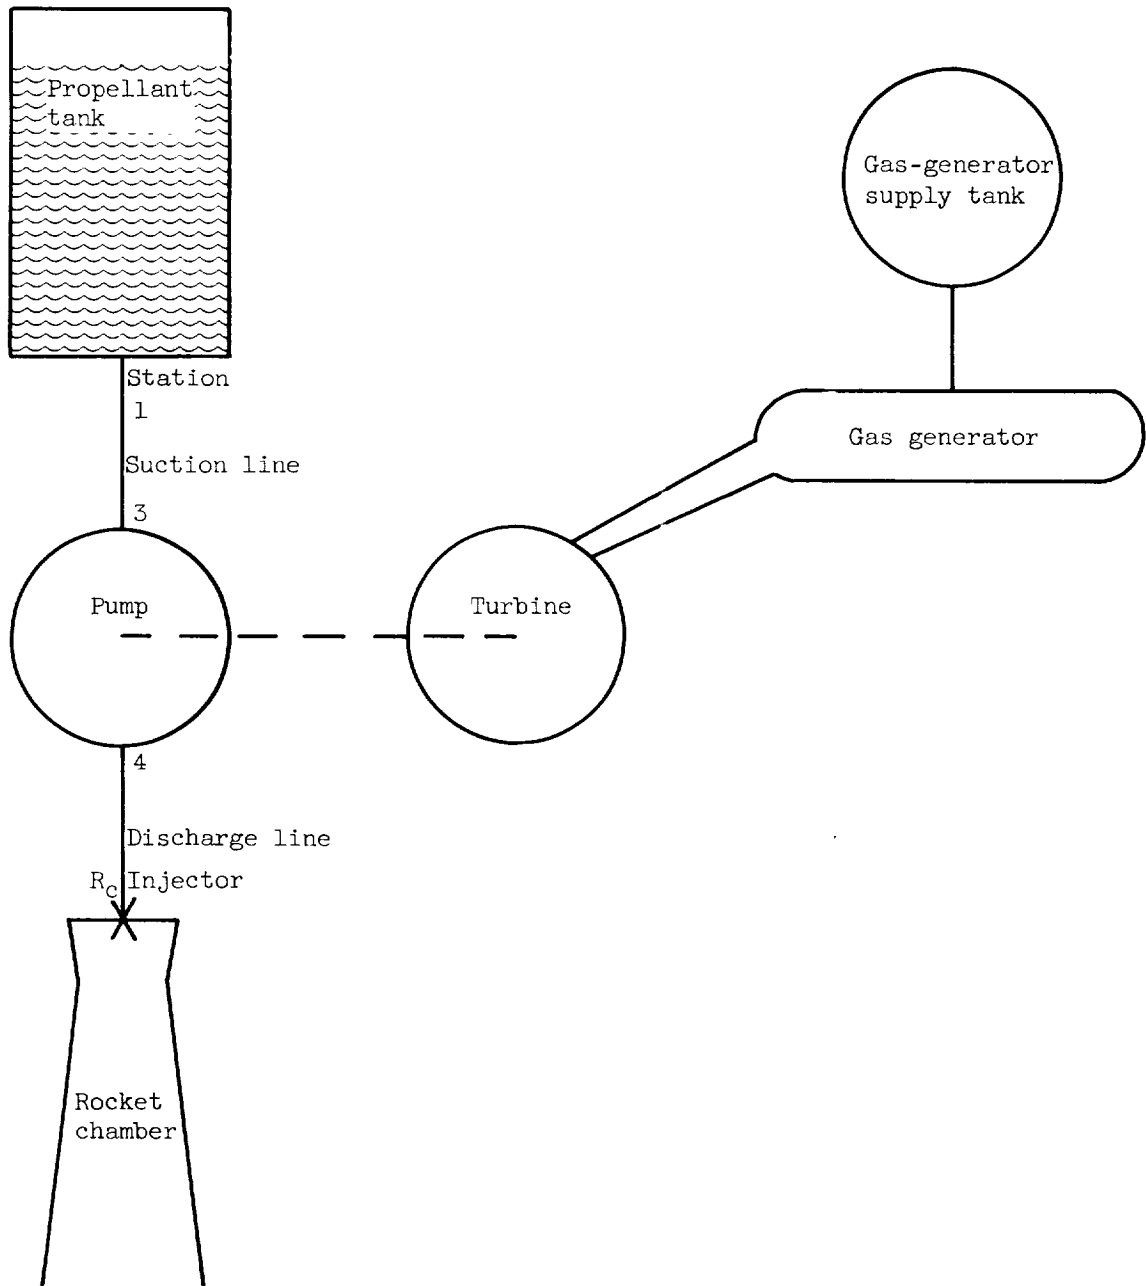 Propellant
tank
Gas-generator
supply tank
Station
1
Suction line
3
Gas generator
Pump
Turbine
4
Discharge line
Rc Injector
Rocket
chamber